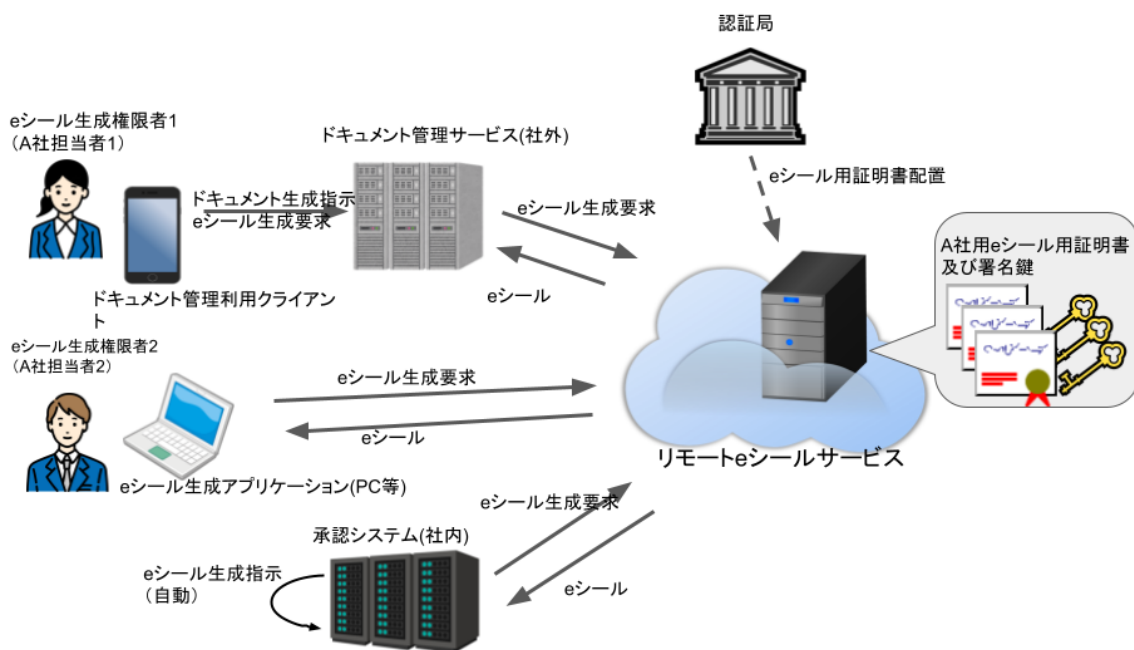 認証局
eシール生成権限者1
（A社担当者1）
ドキュメント管理サービス(社外)
eシール用証明書配置
ドキュメント生成指示
eシール生成要求
eシール生成要求
A社用eシール用証明書
及び署名鍵
eシール
ドキュメント管理利用クライアン
ト
eシール生成権限者2
（A社担当者2）
eシール生成要求
eシール
リモートeシールサービス
eシール生成アプリケーション(PC等)
eシール生成要求
承認システム(社内)
eシール生成指示
（自動）
eシール